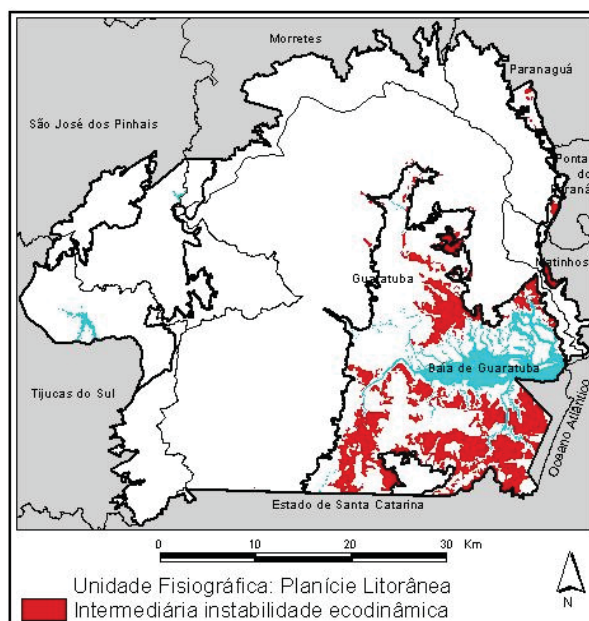 Morretes
Paranaguá
São José dos Pinhais
Ponta
do
Paraná
Matinhos
Guaratuba
Baía de Guaratuba
Tijucas do Sul
Oceano Atlântico
Estado de Santa Catarina
0 10 20 30 Km
Unidade Fisiográfica: Planície Litorânea
Intermediária instabilidade ecodinâmica
N